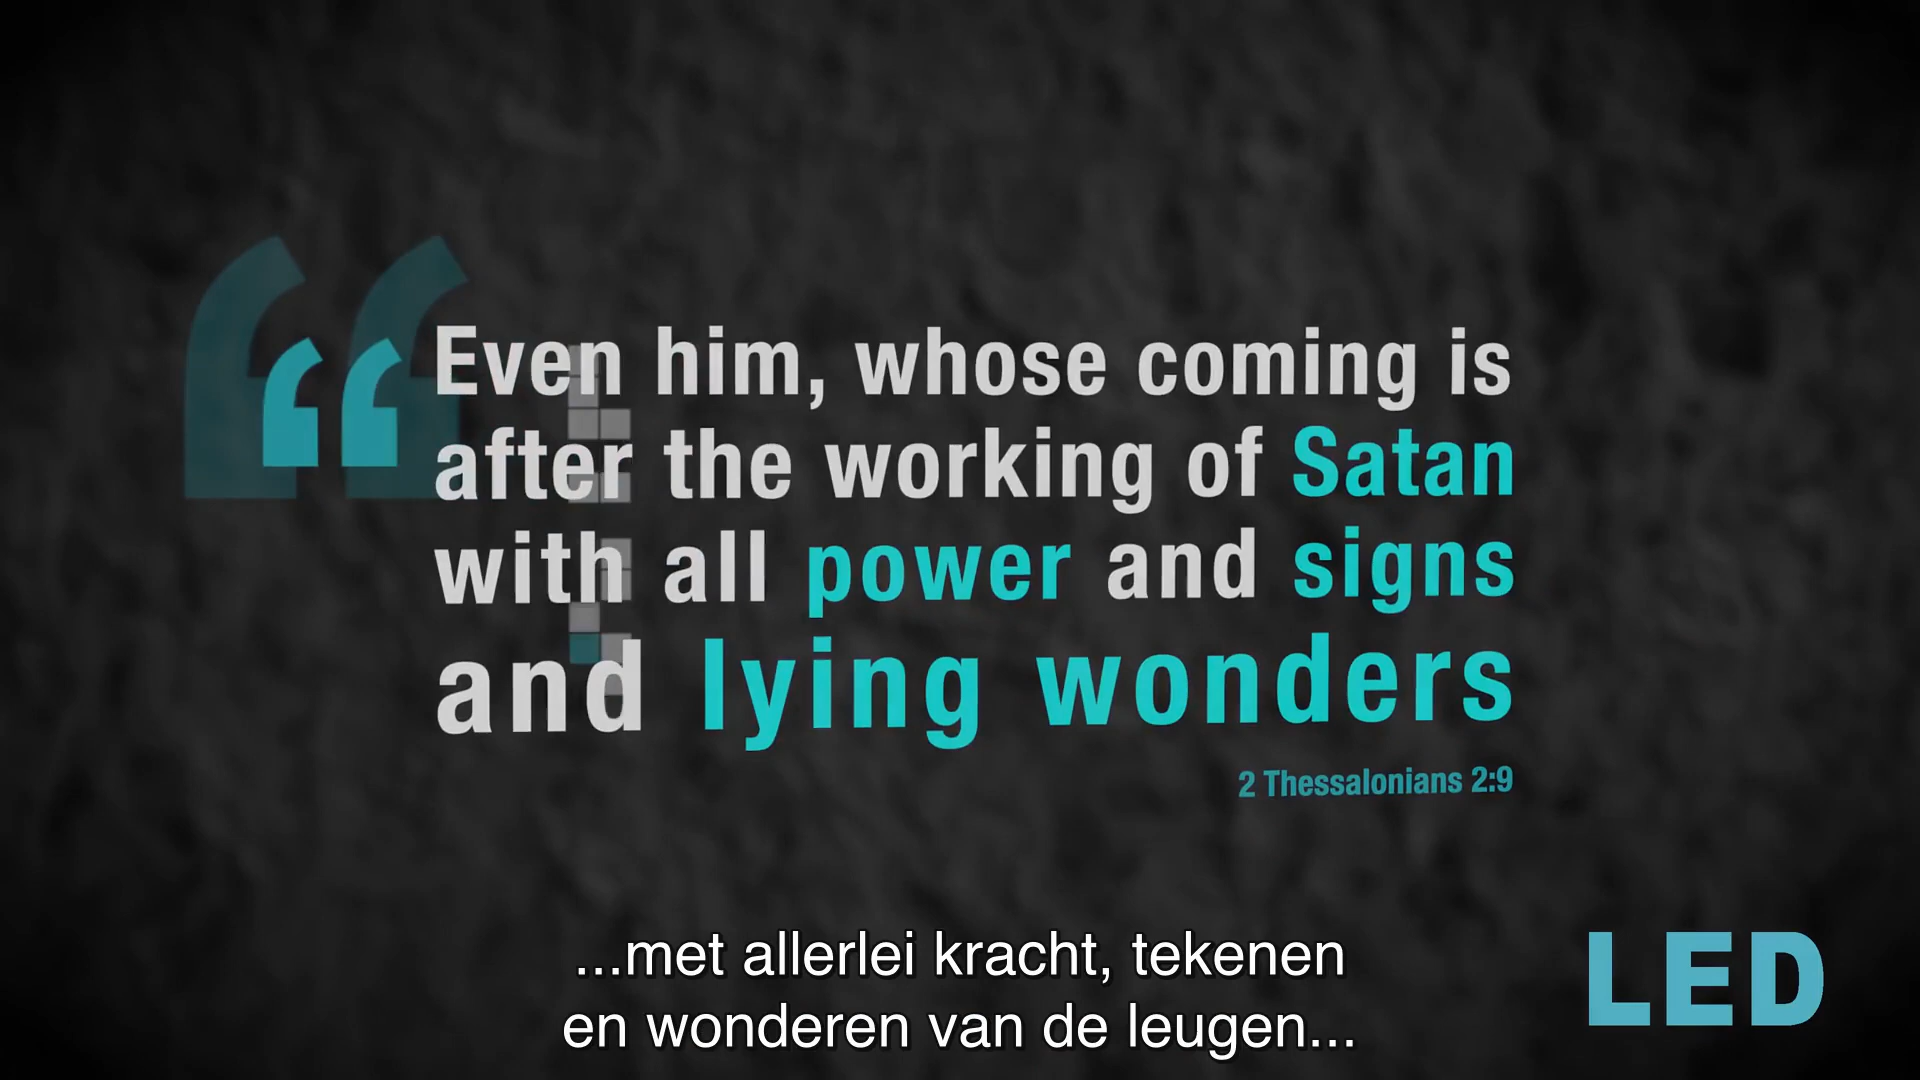 Even him, whose coming is
after the working of Satan
with all power and signs
and lying wonders
2 Thessalonians 2:9
...met allerlei kracht, tekenen
en wonderen van de leugen...
LED